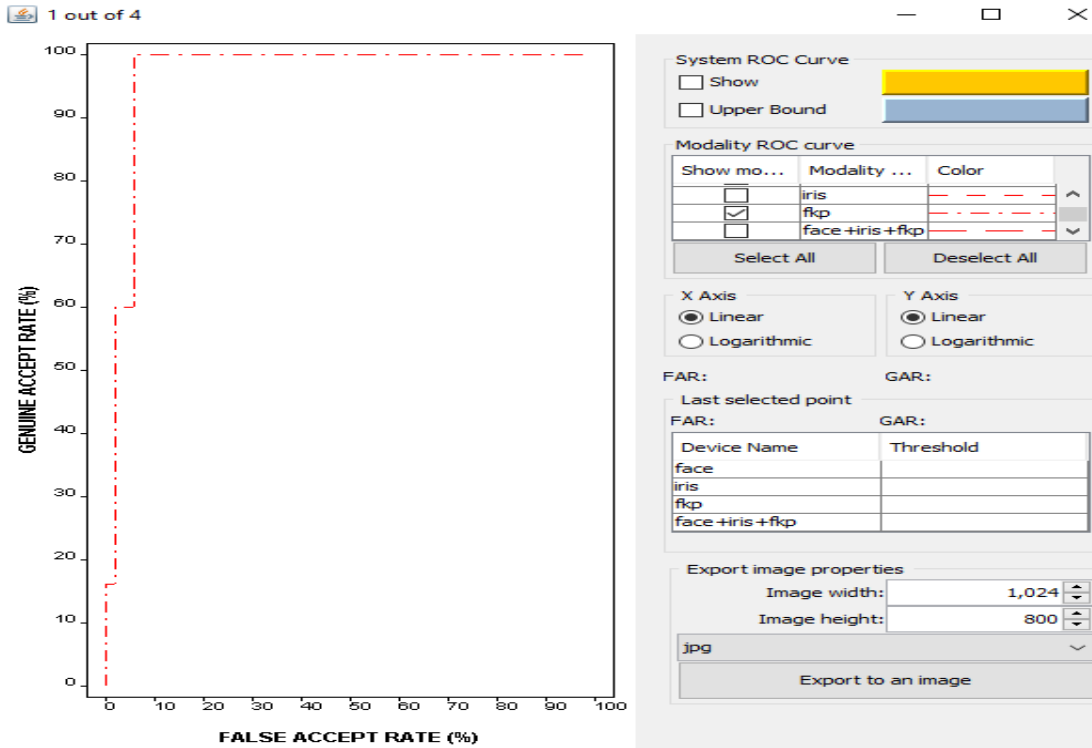 1 out of 4
100
90
80
70
60
50
40
30
20
10
0
GENUINE ACCEPT RATE (%)
0 10 20 30 40 50 60 70 80 90 100
FALSE ACCEPT RATE (%)
System ROC Curve
Show
Upper Bound
Modality ROC curve
Show mo... Modality ... Color
iris
fkp
face+iris+fkp
Select All Deselect All
X Axis Y Axis
Linear Linear
Logarithmic Logarithmic
FAR: GAR:
Last selected point
FAR: GAR:
Device Name Threshold
face
iris
fkp
face+iris+fkp
Export image properties
Image width: 1,024
Image height: 800
jpg
Export to an image